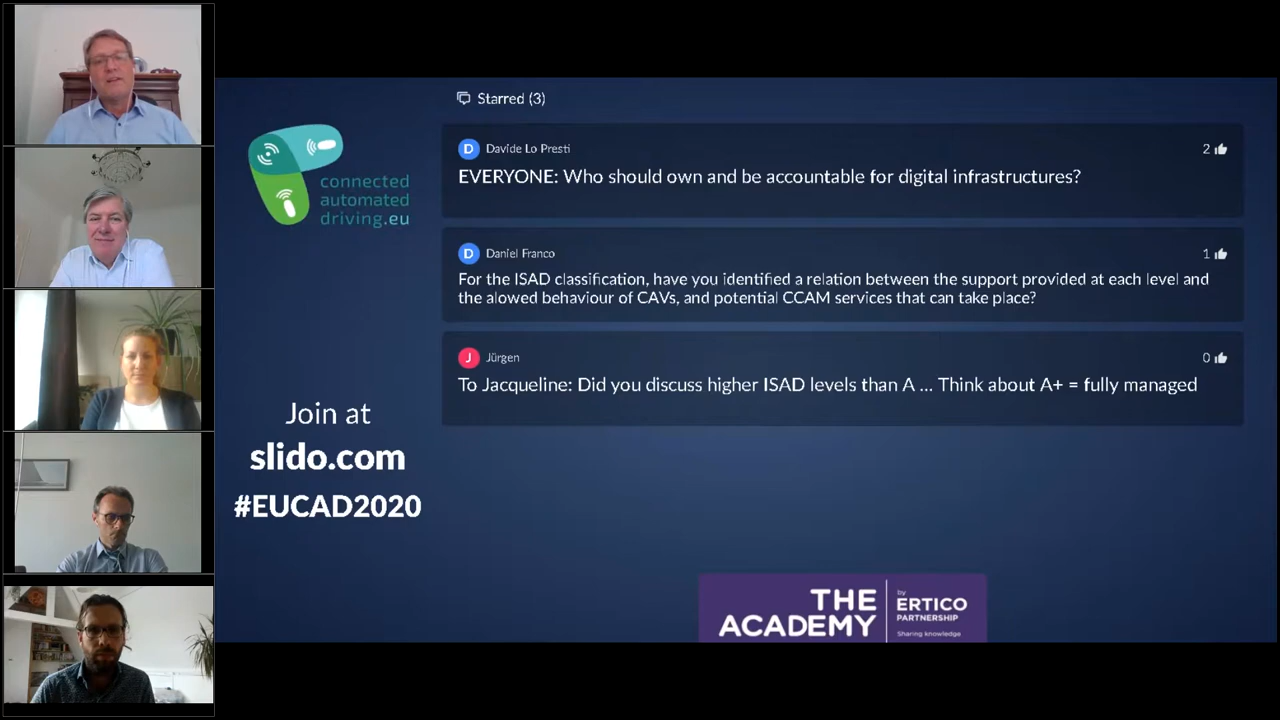 Starred (3)
connected
automated
driving.eu
D Davide Lo Presti 2
EVERYONE: Who should own and be accountable for digital infrastructures?
D Daniel Franco 1
For the ISAD classification, have you identified a relation between the support provided at each level and
the alowed behaviour of CAVs, and potential CCAM services that can take place?
J Jürgen 0
To Jacqueline: Did you discuss higher ISAD levels than A ... Think about A+ = fully managed
Join at
slido.com
#EUCAD2020
THE
ACADEMY
by
ERTICO
PARTNERSHIP
Sharing knowledge